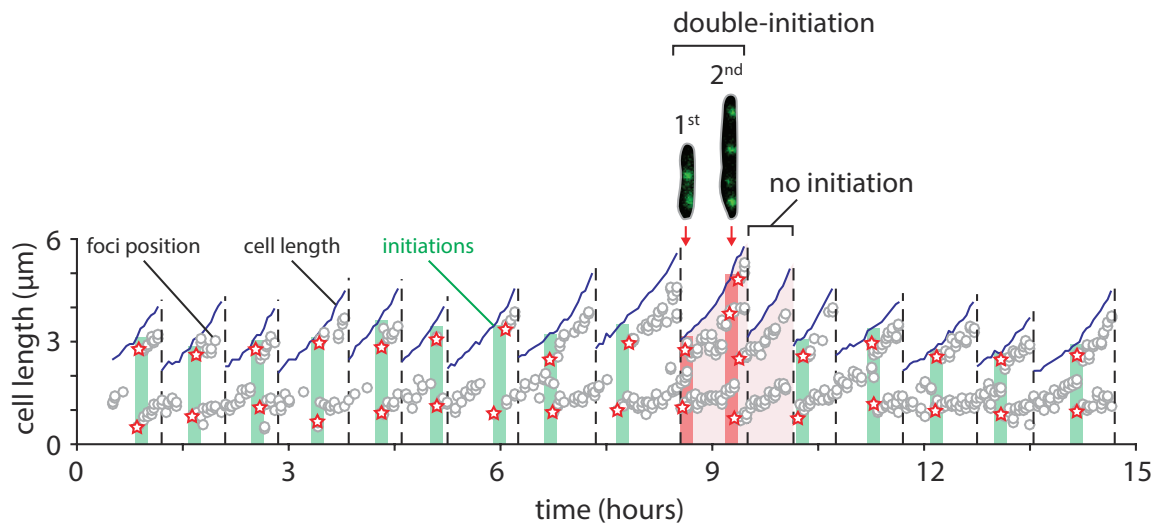 double-initiation
2nd
1st
no initiation
foci position
cell length
initiations
cell length (μm)
6
3
0
0
3
6
9
12
15
time (hours)